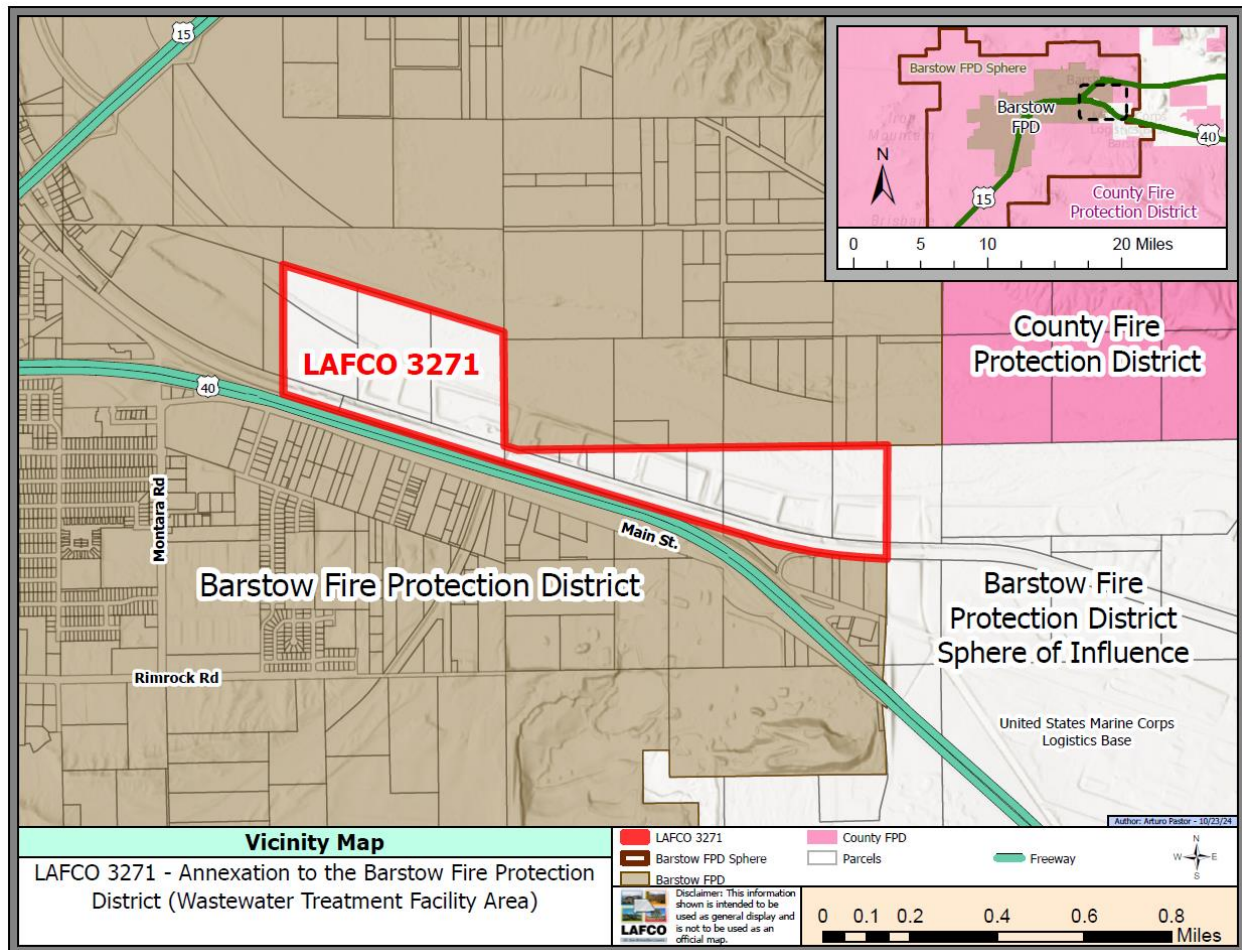 15
Barstow FPD Sphere
Barstow
FPD
40
N
15
County Fire
Protection District
0 5 10 20 Miles
LAFCO 3271
County Fire
Protection District
40
Montara Rd
Main St.
Barstow Fire Protection District
Barstow Fire
Protection District
Sphere of Influence
Rimrock Rd
United States Marine Corps
Logistics Base
Author: Arturo Pastor - 10/23/24
Vicinity Map
LAFCO 3271 - Annexation to the Barstow Fire Protection
District (Wastewater Treatment Facility Area)
LAFCO 3271
County FPD
Barstow FPD Sphere
Parcels
Freeway
Barstow FPD
N
W E
S
LAFCO
Disclaimer: This information
shown is intended to be
used as general display and
is not to be used as an
official map.
0 0.1 0.2 0.4 0.6 0.8
Miles